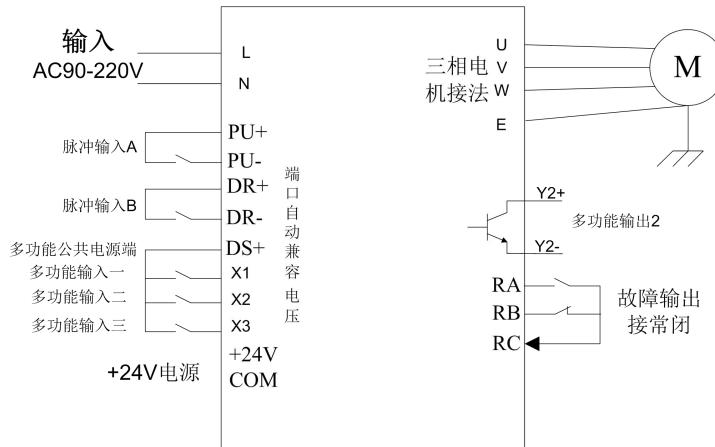 输入
AC90-220V
L
N
脉冲输入A
PU+
PU-
脉冲输入B
DR+
DR-
多功能公共电源端
DS+
多功能输入一
X1
多功能输入二
X2
多功能输入三
X3
+24V电源
+24V
COM
端口自动兼容 电压
三相电
机接法
U
V
W
E
M
Y2+
多功能输出2
Y2-
RA
RB
RC
故障输出
接常闭